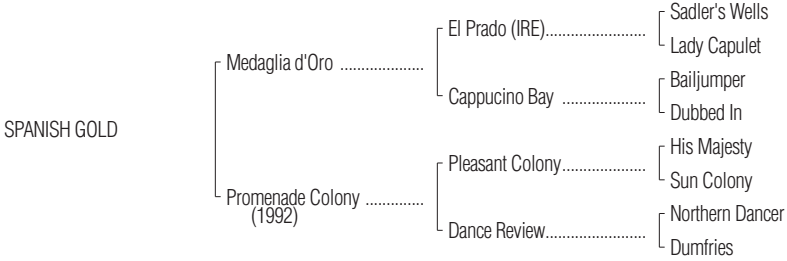 Sadler's Wells
El Prado (IRE)........................
Lady Capulet
Medaglia d'Oro ....................
Bailjumper
Cappucino Bay ....................
Dubbed In
SPANISH GOLD
His Majesty
Pleasant Colony....................
Sun Colony
Promenade Colony ..............
(1992)
Northern Dancer
Dance Review........................
Dumfries